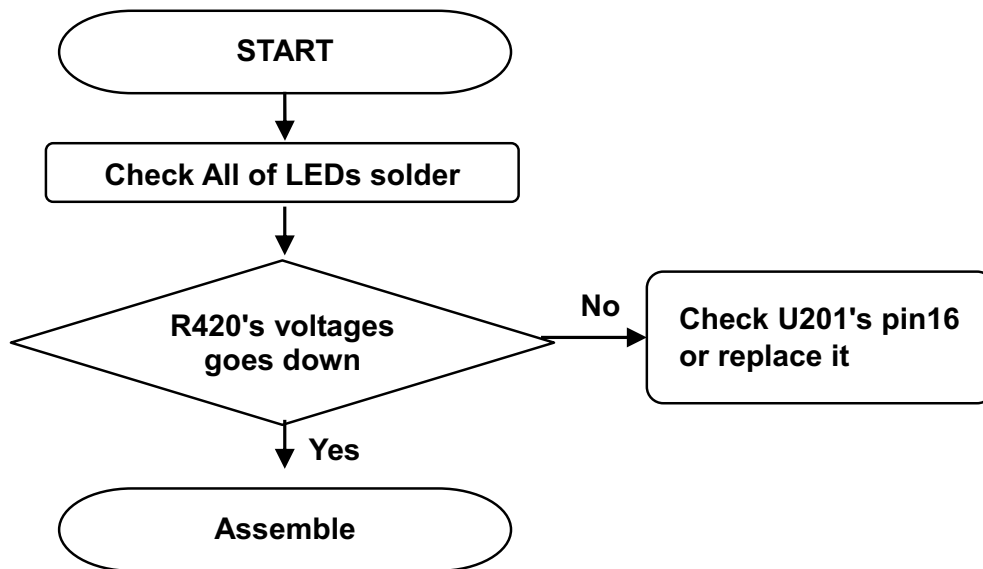 START
Check All of LEDs solder
R420's voltages
goes down
No
Check U201's pin16
or replace it
Yes
Assemble